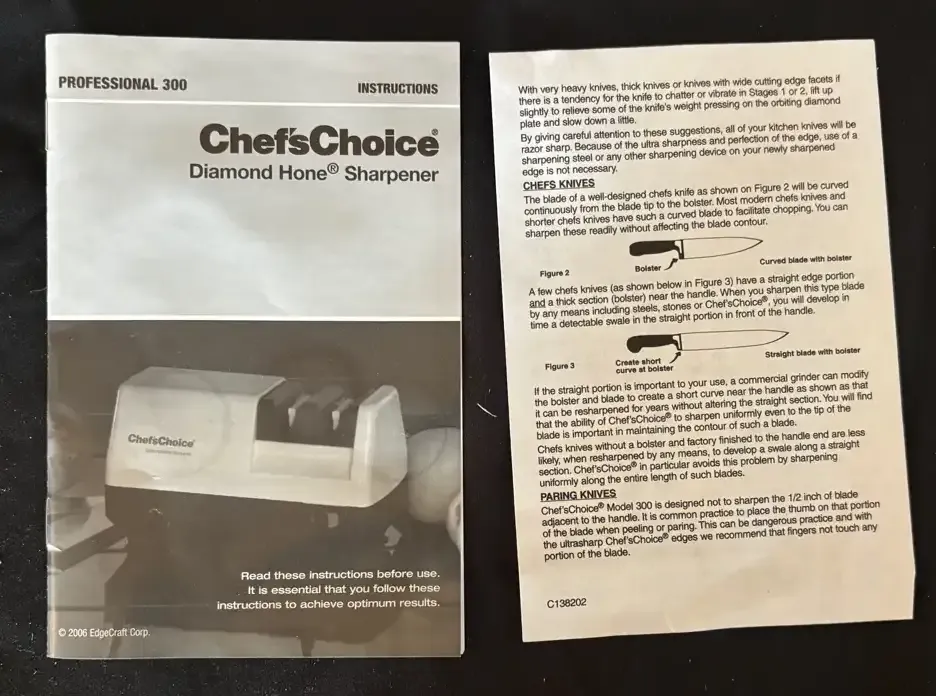 PROFESSIONAL 300
INSTRUCTIONS
Chef'sChoice®
Diamond Hone® Sharpener
Chef'sChoice®
Read these instructions before use.
It is essential that you follow these
instructions to achieve optimum results.
© 2006 EdgeCraft Corp.
With very heavy knives, thick knives or knives with wide cutting edge facets if
there is a tendency for the knife to chatter or vibrate in Stages 1 or 2, lift up
slightly to relieve some of the knife's weight pressing on the orbiting diamond
plate and slow down a little.
By giving careful attention to these suggestions, all of your kitchen knives will be
razor sharp. Because of the ultra sharpness and perfection of the edge, use of a
sharpening steel or any other sharpening device on your newly sharpened
edge is not necessary.
CHEFS KNIVES
The blade of a well-designed chefs knife as shown on Figure 2 will be curved
continuously from the blade tip to the bolster. Most modern chefs knives and
shorter chefs knives have such a curved blade to facilitate chopping. You can
sharpen these readily without affecting the blade contour.
Figure 2
Bolster
Curved blade with bolster
A few chefs knives (as shown below in Figure 3) have a straight edge portion
and a thick section (bolster) near the handle. When you sharpen this type blade
by any means including steels, stones or Chef'sChoice®, you will develop in
time a detectable swale in the straight portion in front of the handle.
Figure 3
Create short
curve at bolster
Straight blade with bolster
If the straight portion is important to your use, a commercial grinder can modify
the bolster and blade to create a short curve near the handle as shown as that
it can be resharpened for years without altering the straight section. You will find
that the ability of Chef'sChoice® to sharpen uniformly even to the tip of the
blade is important in maintaining the contour of such a blade.
Chefs knives without a bolster and factory finished to the handle end are less
likely, when resharpened by any means, to develop a swale along a straight
section. Chef'sChoice® in particular avoids this problem by sharpening
uniformly along the entire length of such blades.
PARING KNIVES
Chef'sChoice® Model 300 is designed not to sharpen the 1/2 inch of blade
adjacent to the handle. It is common practice to place the thumb on that portion
of the blade when peeling or paring. This can be dangerous practice and with
the ultrasharp Chef'sChoice® edges we recommend that fingers not touch any
portion of the blade.
C138202